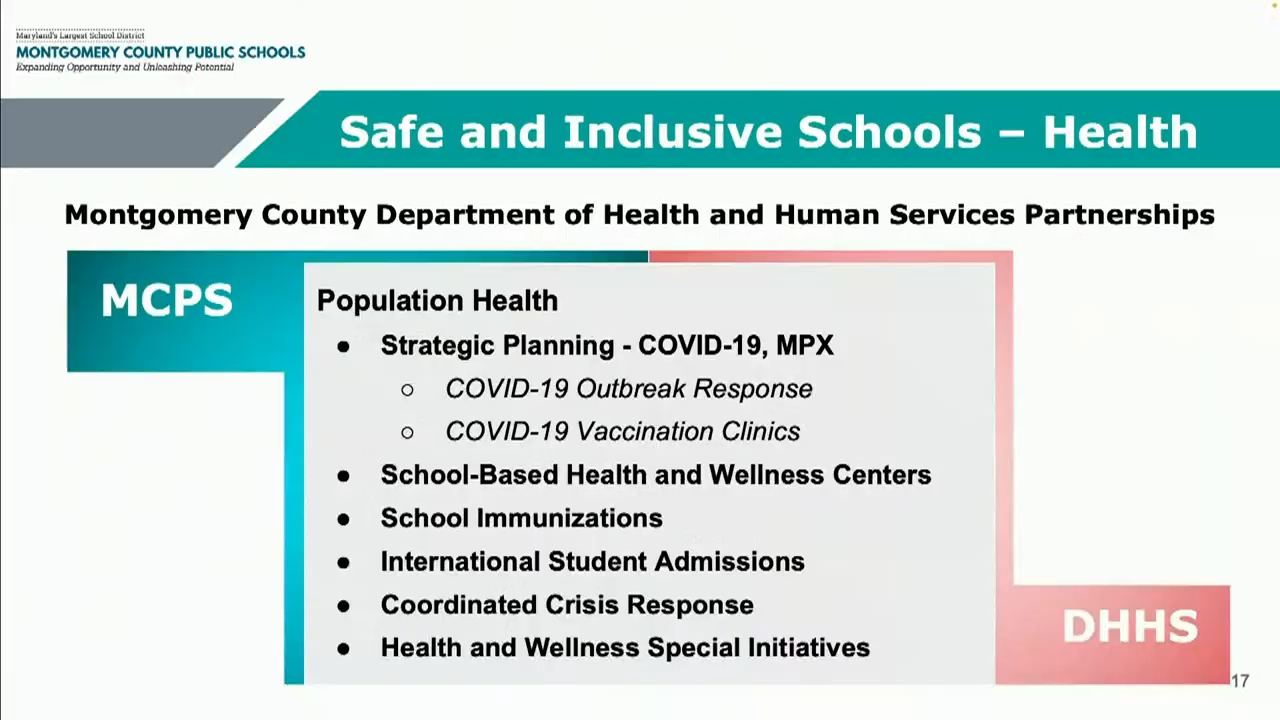 Maryland's Largest School District
MONTGOMERY COUNTY PUBLIC SCHOOLS
Expanding Opportunity and Unleashing Potential
Safe and Inclusive Schools – Health
Montgomery County Department of Health and Human Services Partnerships
MCPS
Population Health
● Strategic Planning - COVID-19, MPX
○ COVID-19 Outbreak Response
○ COVID-19 Vaccination Clinics
● School-Based Health and Wellness Centers
● School Immunizations
● International Student Admissions
● Coordinated Crisis Response
● Health and Wellness Special Initiatives
DHHS
17